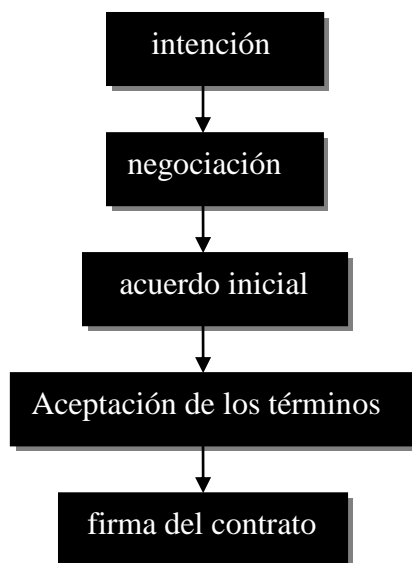 intención
negociación
acuerdo inicial
Aceptación de los términos
firma del contrato